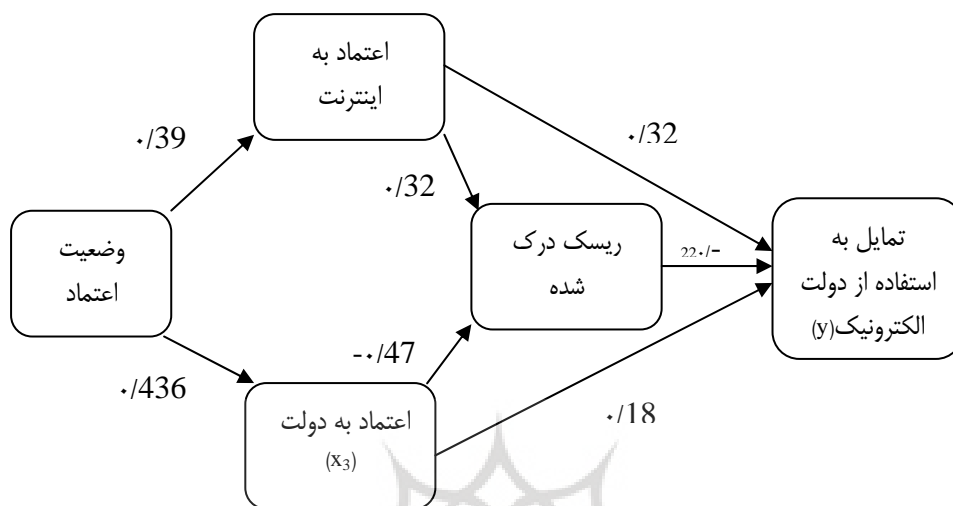 اعتماد به
اینترنت
۰/39
۰/32
۰/32
وضعیت
اعتماد
ریسک درک
شده
22۰/-
تمایل به
استفاده از دولت
الکترونیک(y)
-۰/47
۰/436
اعتماد به دولت
(x3)
۰/18